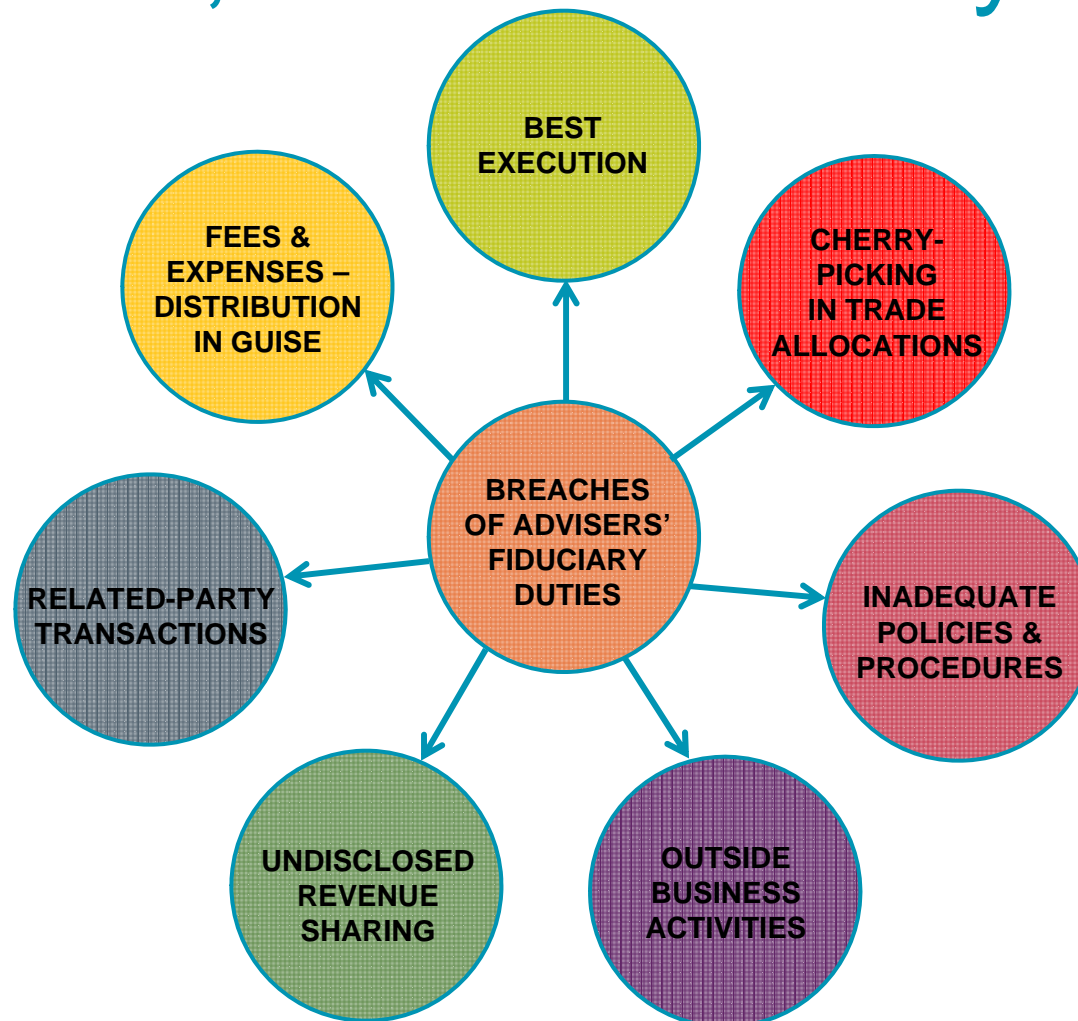 BEST
EXECUTION
CHERRY-
PICKING
IN TRADE
ALLOCATIONS
INADEQUATE
POLICIES &
PROCEDURES
OUTSIDE
BUSINESS
ACTIVITIES
UNDISCLOSED
REVENUE
SHARING
RELATED-PARTY
TRANSACTIONS
FEES &
EXPENSES –
DISTRIBUTION
IN GUISE
BREACHES
OF ADVISERS’
FIDUCIARY
DUTIES